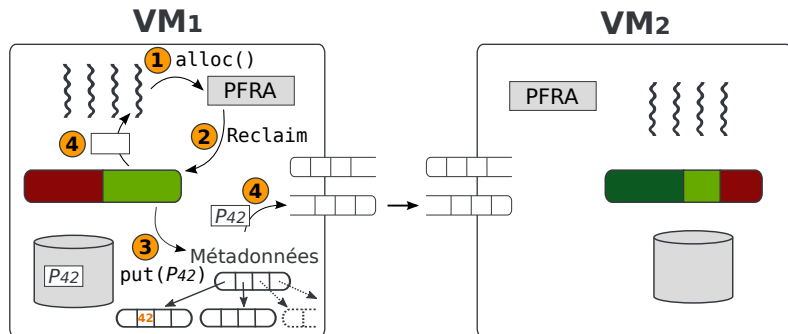 VM1
VM2
1 alloc()
PFRA
PFRA
2 Reclaim
4
4
P42
3
put(P42)
Métadonnées
P42
42